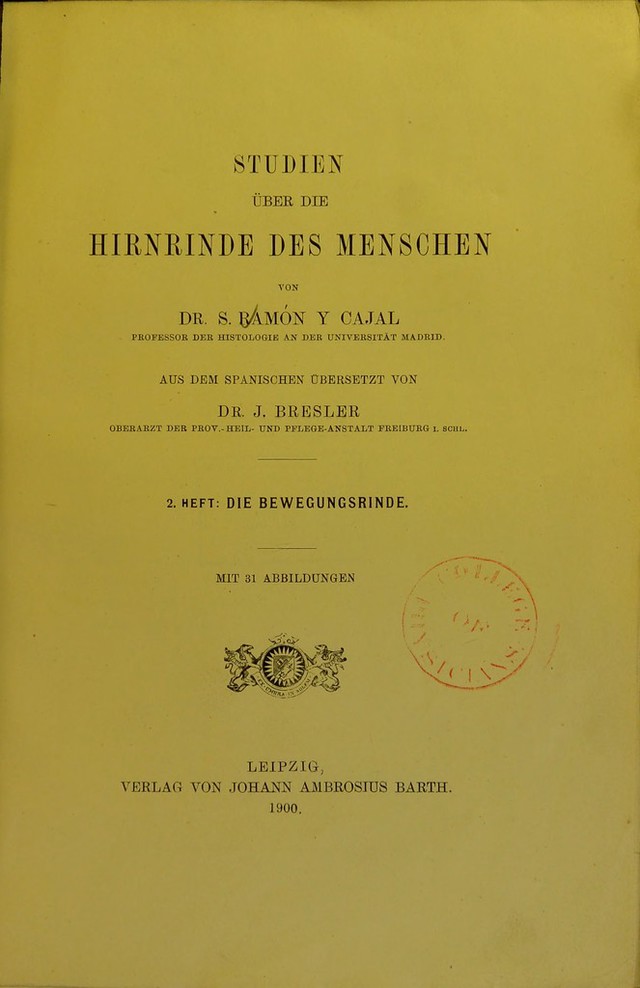 STUDIEN
ÜBER DIE
HIRNRINDE DES MENSCHEN
VON
DR. S. RAMÓN Y CAJAL
PROFESSOR DER HISTOLOGIE AN DER UNIVERSITÄT MADRID.
AUS DEM SPANISCHEN ÜBERSETZT VON
DR. J. BRESLER
OBERARZT DER PROV.-HEIL- UND PFLEGE-ANSTALT FREIBURG I. SCHL.
2. HEFT: DIE BEWEGUNGSRINDE.
MIT 31 ABBILDUNGEN
COLLEGE
LEIPZIG,
VERLAG VON JOHANN AMBROSIUS BARTH.
1900.